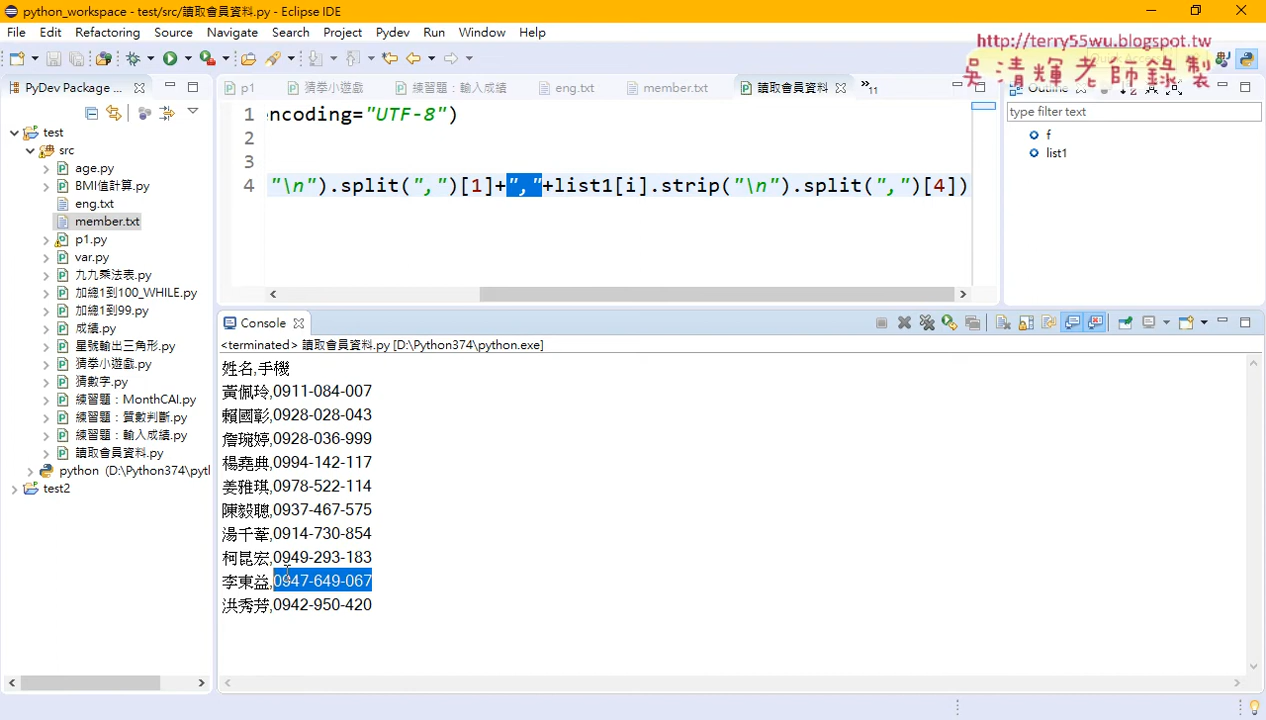 python_workspace - test/src/讀取會員資料.py - Eclipse IDE
File Edit Refactoring Source Navigate Search Project Pydev Run Window Help
http://terry55wu.blogspot.tw
吳清輝老師錄製
PyDev Package ...
p1 猜拳小遊戲 練習題：輸入成績 eng.txt member.txt 讀取會員資料 »11
Outline
type filter text
f
list1
test
src
age.py
BMI值計算.py
eng.txt
member.txt
p1.py
var.py
九九乘法表.py
加總1到100_WHILE.py
加總1到99.py
成績.py
星號輸出三角形.py
猜拳小遊戲.py
猜數字.py
練習題：MonthCAl.py
練習題：質數判斷.py
練習題：輸入成績.py
讀取會員資料.py
python (D:\Python374\pytl
test2
1 ncoding="UTF-8")
2
3
4 "\n").split(",")[1]+","+list1[i].strip("\n").split(",")[4])
Console
<terminated> 讀取會員資料.py [D:\Python374\python.exe]
姓名,手機
黃佩玲,0911-084-007
賴國彰,0928-028-043
詹琬婷,0928-036-999
楊堯典,0994-142-117
姜雅琪,0978-522-114
陳毅聰,0937-467-575
湯千葦,0914-730-854
柯昆宏,0949-293-183
李東益,0947-649-067
洪秀芳,0942-950-420